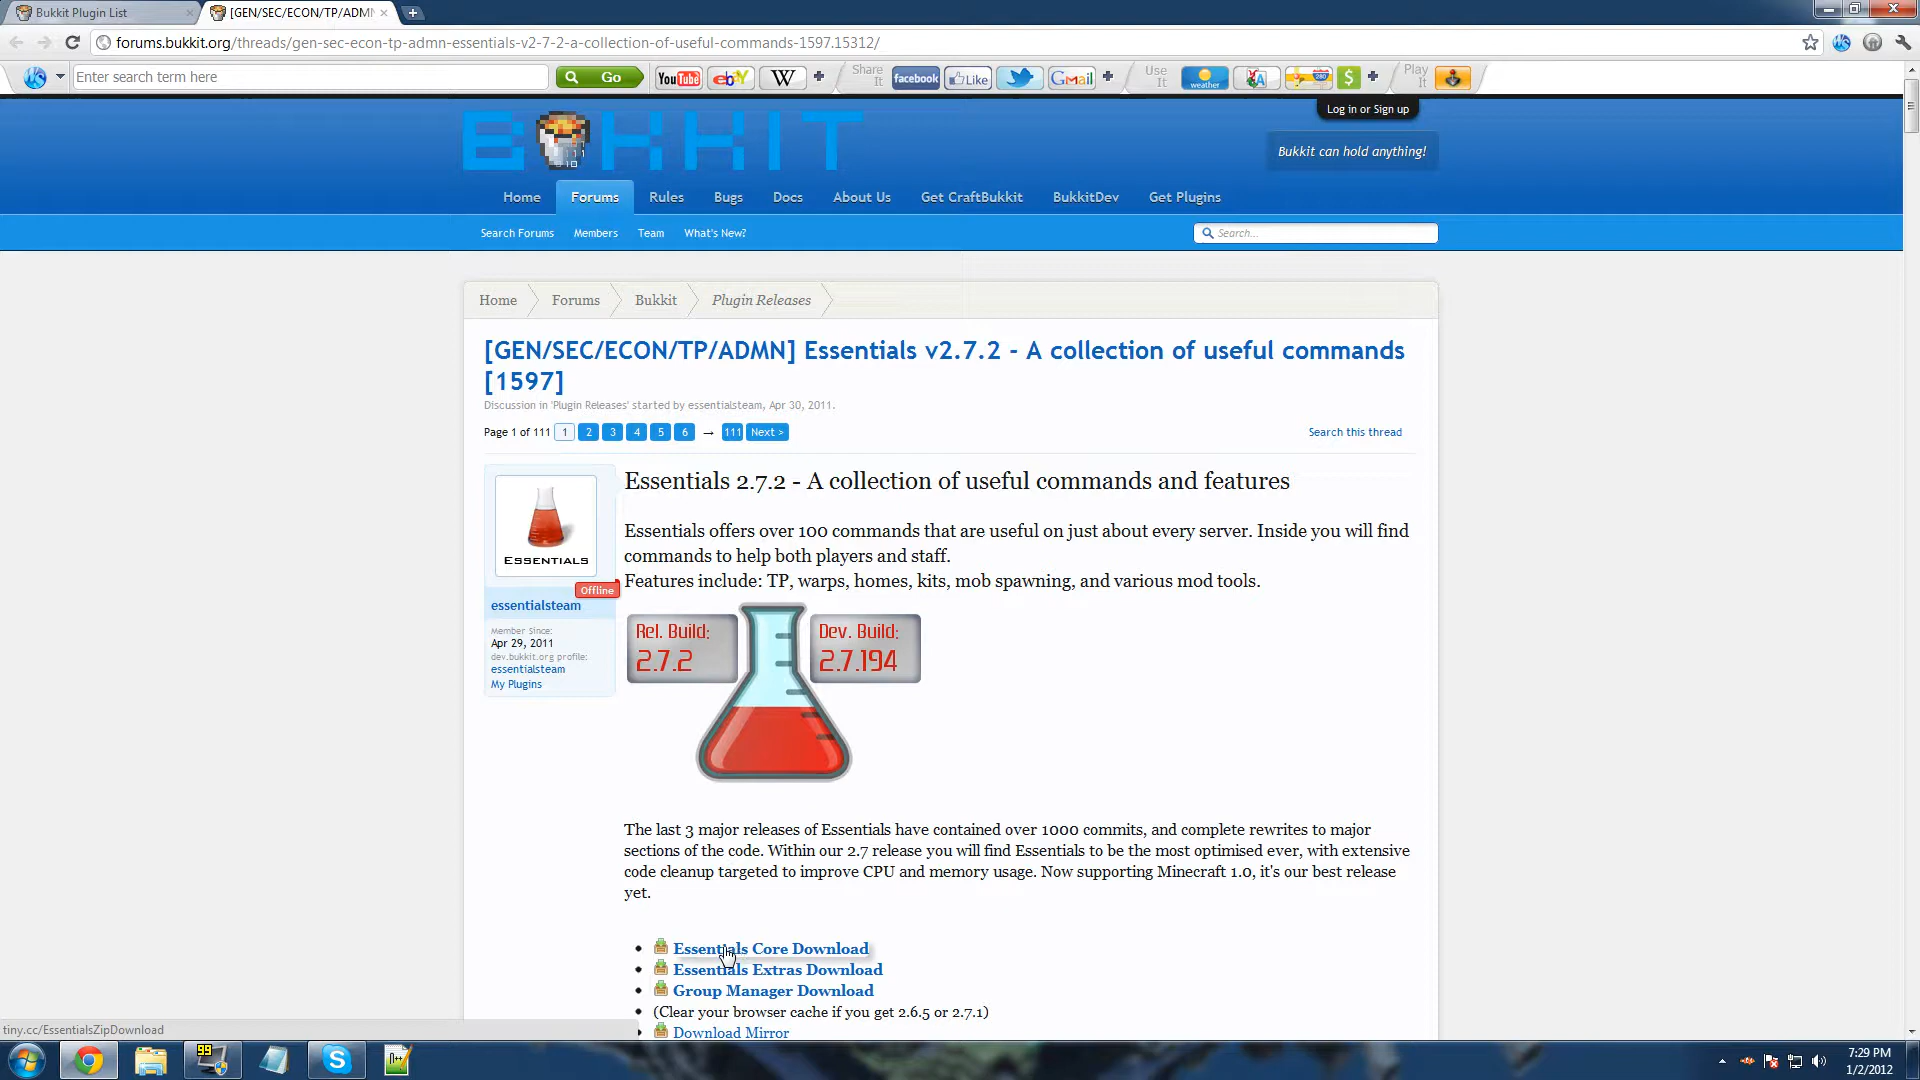 Bukkit Plugin List
[GEN/SEC/ECON/TP/ADMN
forums.bukkit.org/threads/gen-sec-econ-tp-admn-essentials-v2-7-2-a-collection-of-useful-commands-1597.15312/
Enter search term here
Go
YouTube
ebY
W
Share It
facebook
Like
GMail
Use It
weather
280
$
Play It
Log in or Sign up
BUKKIT
Bukkit can hold anything!
Home
Forums
Rules
Bugs
Docs
About Us
Get CraftBukkit
BukkitDev
Get Plugins
Search Forums
Members
Team
What's New?
Search...
Home
Forums
Bukkit
Plugin Releases
[GEN/SEC/ECON/TP/ADMN] Essentials v2.7.2 - A collection of useful commands
[1597]
Discussion in 'Plugin Releases' started by essentialsteam, Apr 30, 2011.
Page 1 of 111 1 2 3 4 5 6 → 111 Next >
Search this thread
ESSENTIALS
Offline
essentialsteam
Member Since:
Apr 29, 2011
dev.bukkit.org profile:
essentialsteam
My Plugins
Essentials 2.7.2 - A collection of useful commands and features
Essentials offers over 100 commands that are useful on just about every server. Inside you will find
commands to help both players and staff.
Features include: TP, warps, homes, kits, mob spawning, and various mod tools.
Rel. Build:
2.7.2
Dev. Build:
2.7.194
The last 3 major releases of Essentials have contained over 1000 commits, and complete rewrites to major
sections of the code. Within our 2.7 release you will find Essentials to be the most optimised ever, with extensive
code cleanup targeted to improve CPU and memory usage. Now supporting Minecraft 1.0, it's our best release
yet.
Essentials Core Download
Essentials Extras Download
Group Manager Download
(Clear your browser cache if you get 2.6.5 or 2.7.1)
Download Mirror
tiny.cc/EssentialsZipDownload
99
7:29 PM
1/2/2012